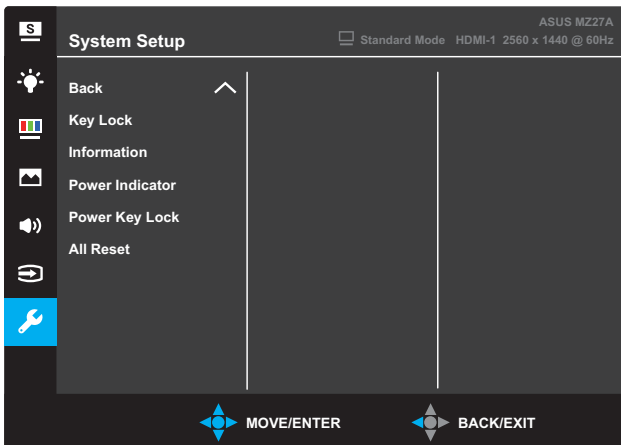 S
ASUS MZ27A
System Setup
Standard Mode HDMI-1 2560 x 1440 @ 60Hz
Back
Key Lock
Information
Power Indicator
Power Key Lock
All Reset
MOVE/ENTER
BACK/EXIT